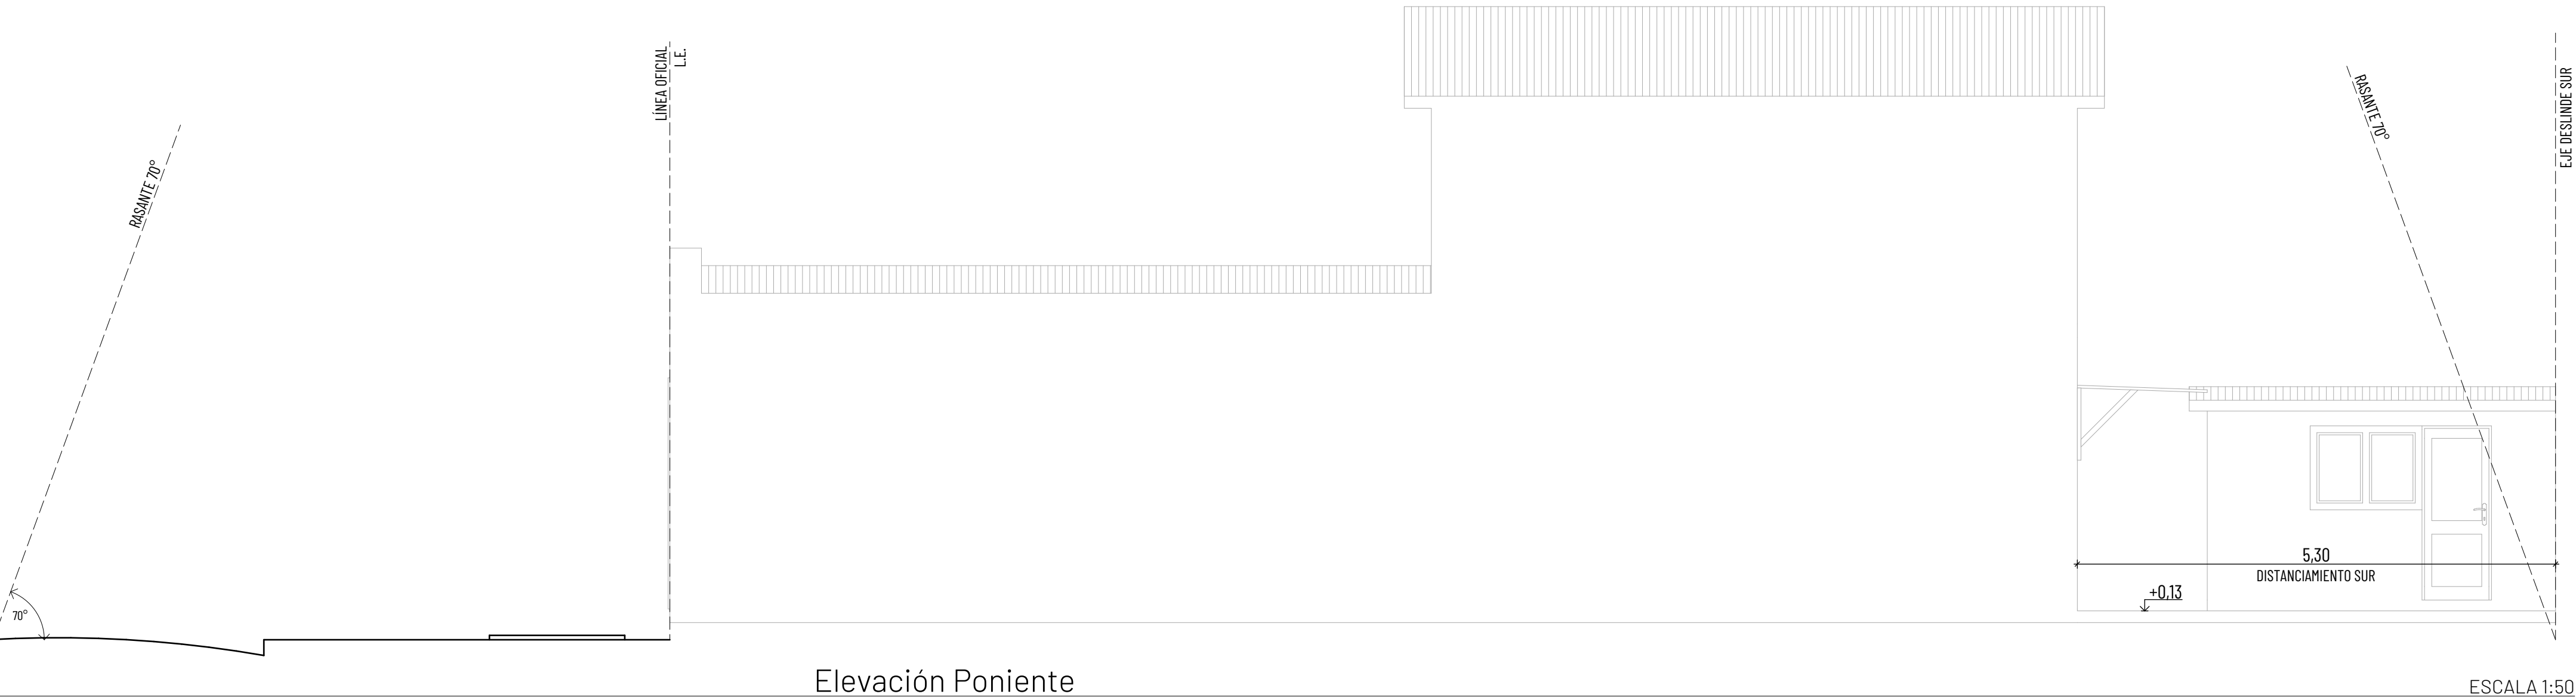 LÍNEA OFICIAL
L.E.
RASANTE 70°
RASANTE 70°
EJE DESLINDE SUR
5,30
DISTANCIAMIENTO SUR
+0,13
70°
Elevación Poniente
ESCALA 1:50